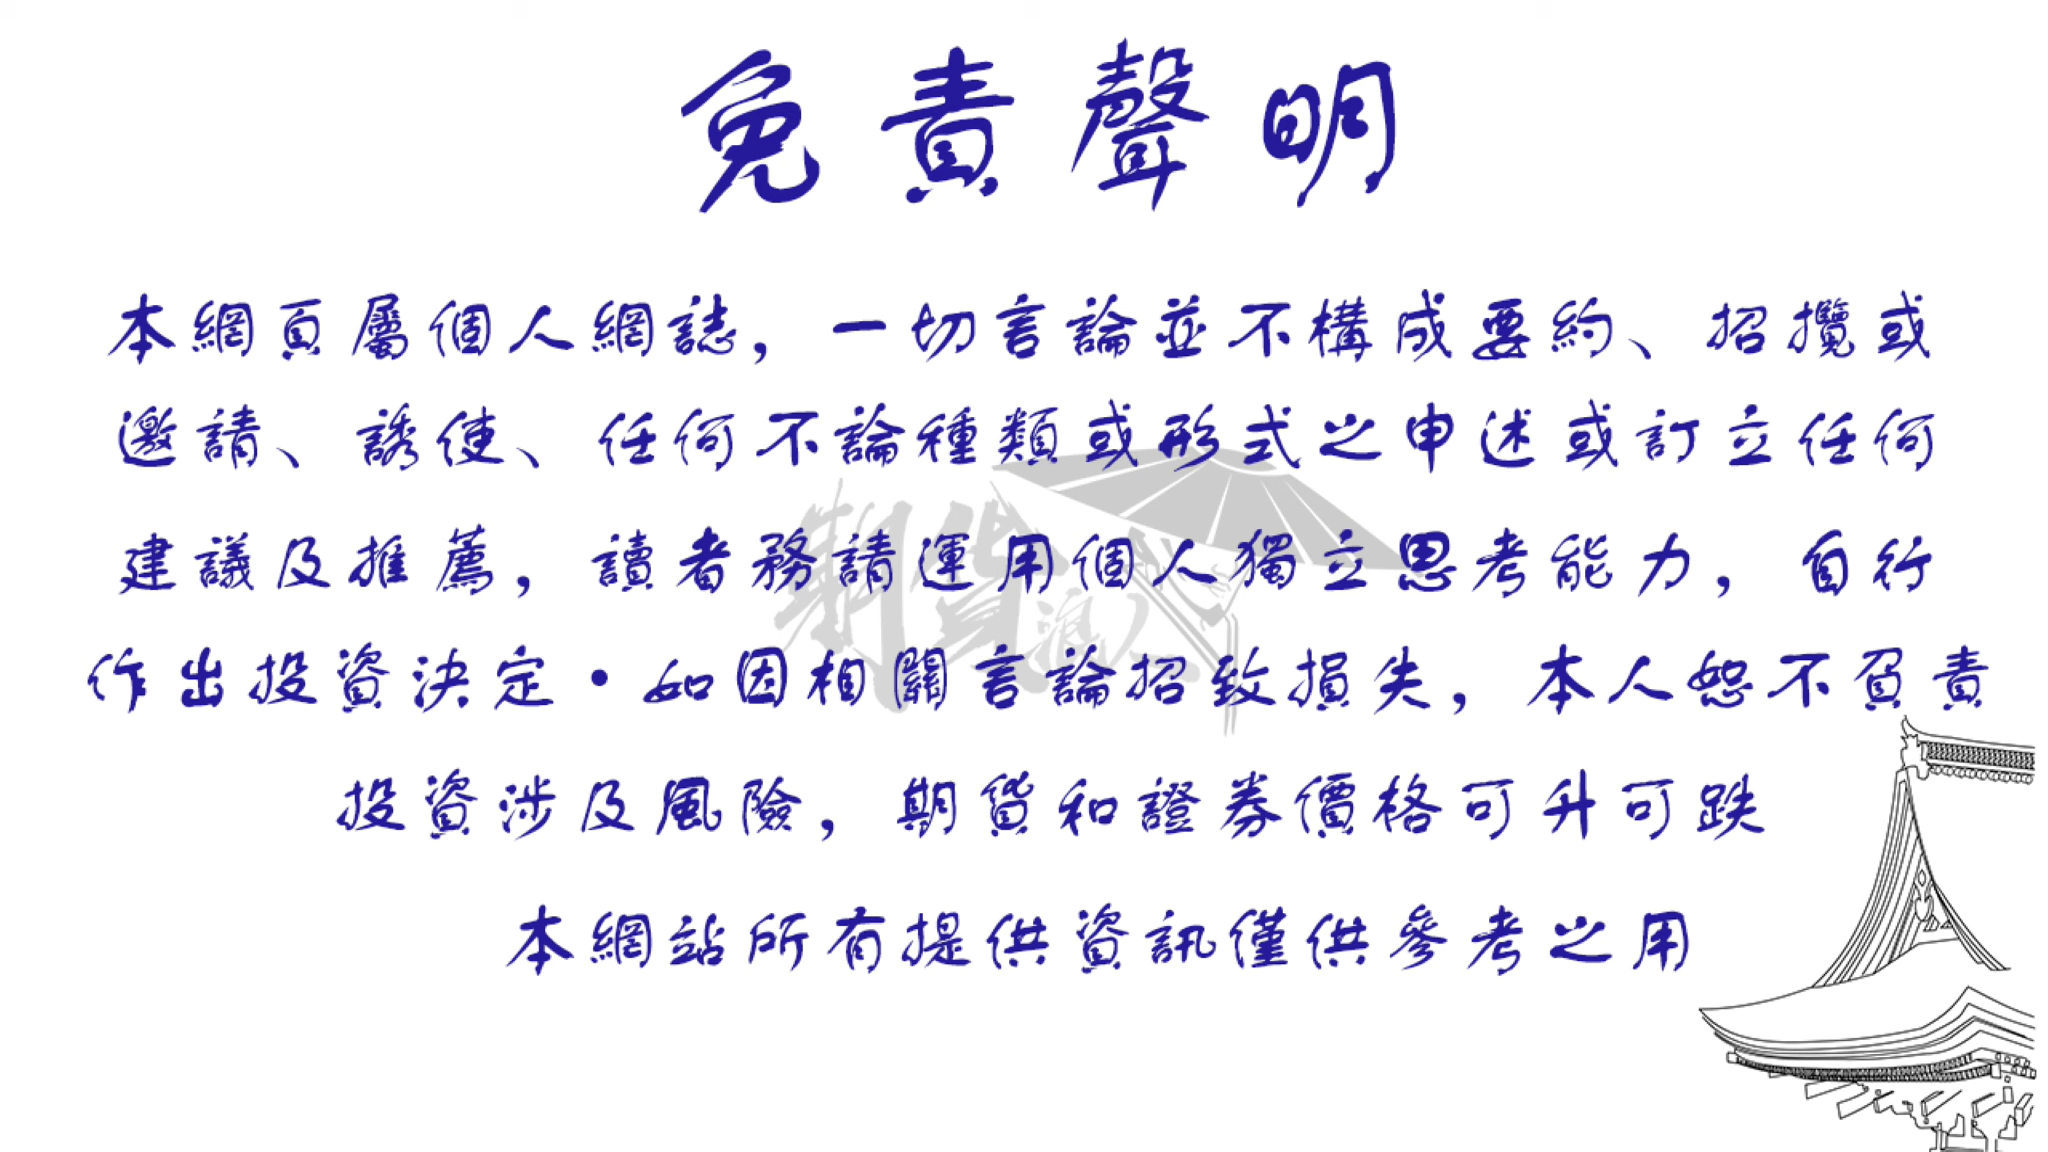 免責聲明
本網頁屬個人網誌，一切言論並不構成要約、招攬或
邀請、誘使、任何不論種類或形式之申述或訂立任何
建議及推薦，讀者務請運用個人獨立思考能力，自行
作出投資決定·如因相關言論招致損失，本人恕不負責
投資涉及風險，期貨和證券價格可升可跌
本網站所有提供資訊僅供參考之用
期貨浪人